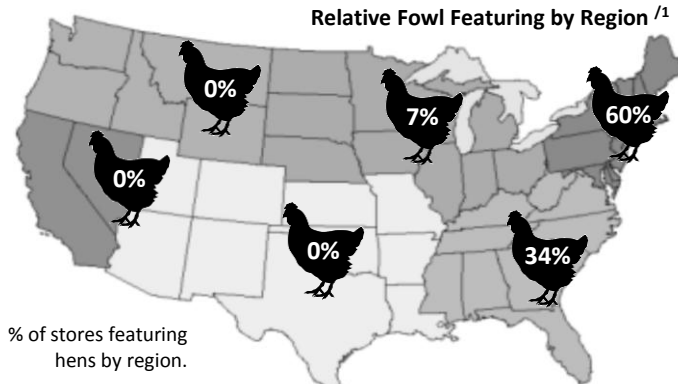 Relative Fowl Featuring by Region /1
0%
7%
60%
0%
0%
34%
% of stores featuring
hens by region.